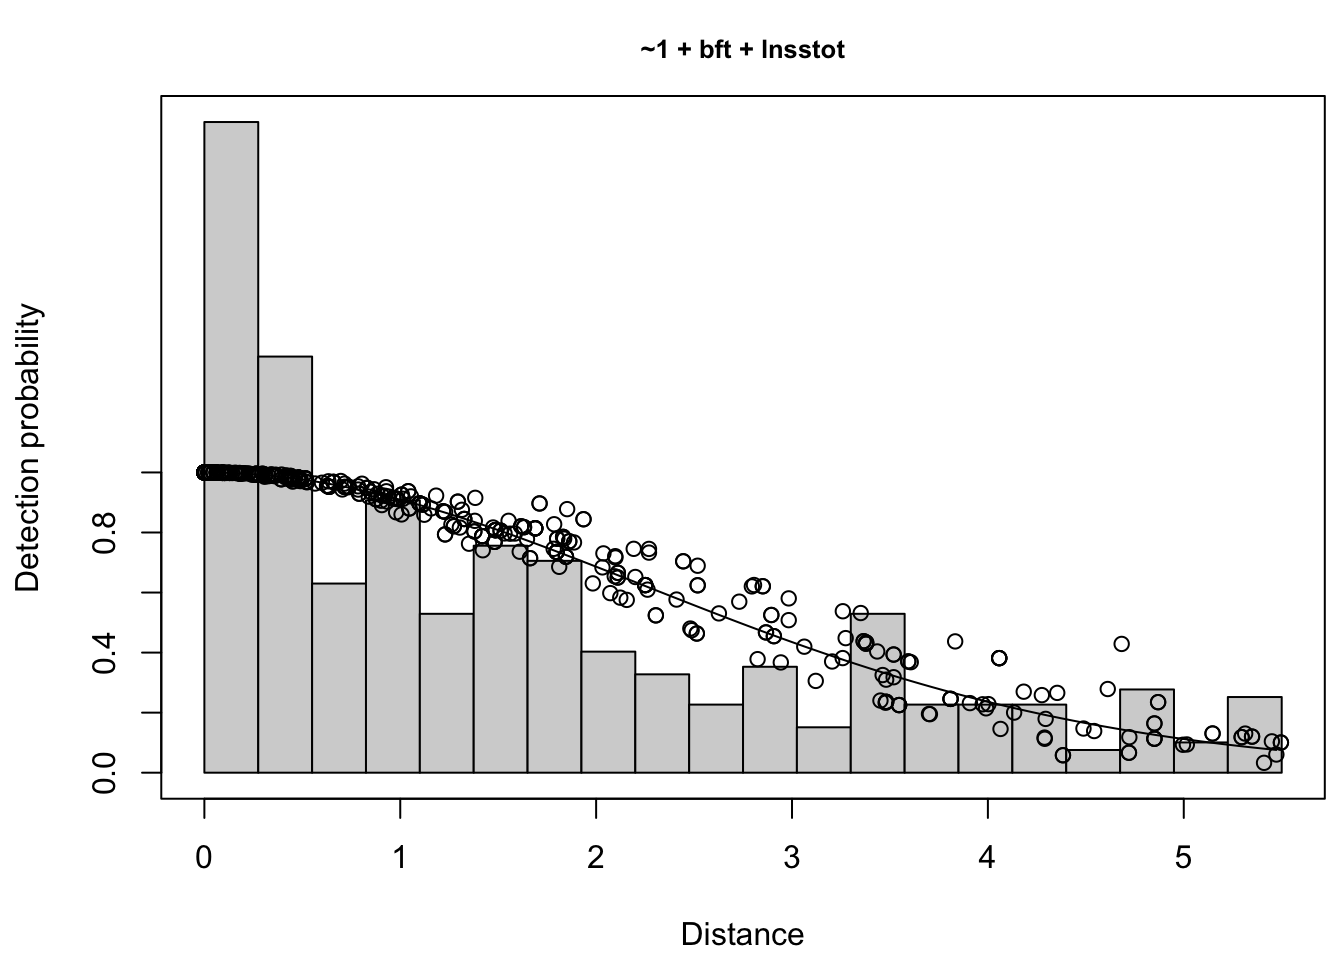 ~1 + bft + lnsstot
Detection probability
0.8
0.4
0.0
0 1 2 3 4 5
Distance